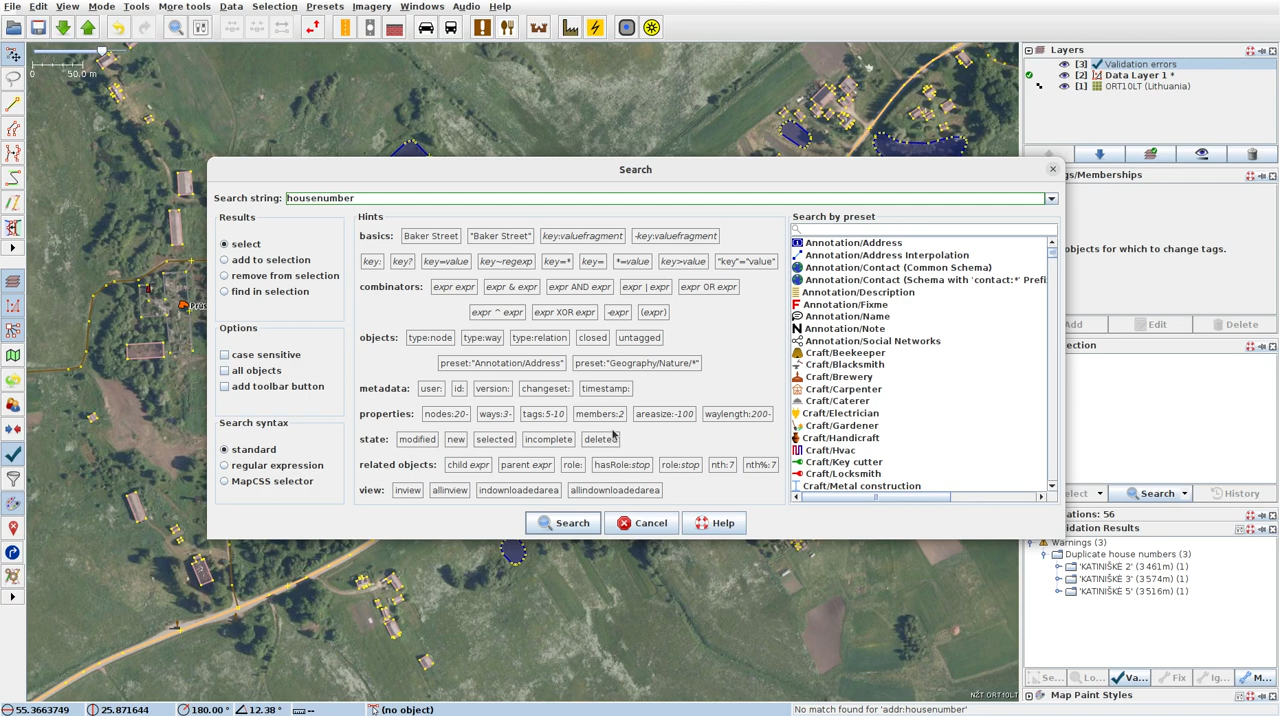 File Edit View Mode Tools More tools Data Selection Presets Imagery Windows Audio Help
0 50.0 m
Layers
[3] Validation errors
[2] Data Layer 1 *
[1] ORT10LT (Lithuania)
gs/Memberships
objects for which to change tags.
Add Edit Delete
ection
elect Search History
ations: 56
idation Results
Warnings (3)
Duplicate house numbers (3)
'KATINIŠKĖ 2' (3 461m) (1)
'KATINIŠKĖ 3' (3 574m) (1)
'KATINIŠKĖ 5' (3 516m) (1)
Se... Lo... Va... Fix Ig... M...
Map Paint Styles
Search
Search string: housenumber
Results
select
add to selection
remove from selection
find in selection
Options
case sensitive
all objects
add toolbar button
Search syntax
standard
regular expression
MapCSS selector
Hints
basics: Baker Street "Baker Street" key:valuefragment -key:valuefragment
key: key? key=value key~regexp key=* key= *=value key>value "key"="value"
combinators: expr expr expr & expr expr AND expr expr | expr expr OR expr
expr ^ expr expr XOR expr -expr (expr)
objects: type:node type:way type:relation closed untagged
preset:"Annotation/Address" preset:"Geography/Nature/*"
metadata: user: id: version: changeset: timestamp:
properties: nodes:20- ways:3- tags:5-10 members:2 areasize:-100 waylength:200-
state: modified new selected incomplete deleted
related objects: child expr parent expr role: hasRole:stop role:stop nth:7 nth%:7
view: inview allinview indownloadedarea allindownloadedarea
Search by preset
Annotation/Address
Annotation/Address Interpolation
Annotation/Contact (Common Schema)
Annotation/Contact (Schema with 'contact:*' Prefi
Annotation/Description
Annotation/Fixme
Annotation/Name
Annotation/Note
Annotation/Social Networks
Craft/Beekeeper
Craft/Blacksmith
Craft/Brewery
Craft/Carpenter
Craft/Caterer
Craft/Electrician
Craft/Gardener
Craft/Handicraft
Craft/Hvac
Craft/Key cutter
Craft/Locksmith
Craft/Metal construction
Search Cancel Help
NŽT ORT10LT
55.3663749 25.871644 180.00 ° 12.38 ° -- (no object) No match found for 'addr:housenumber'